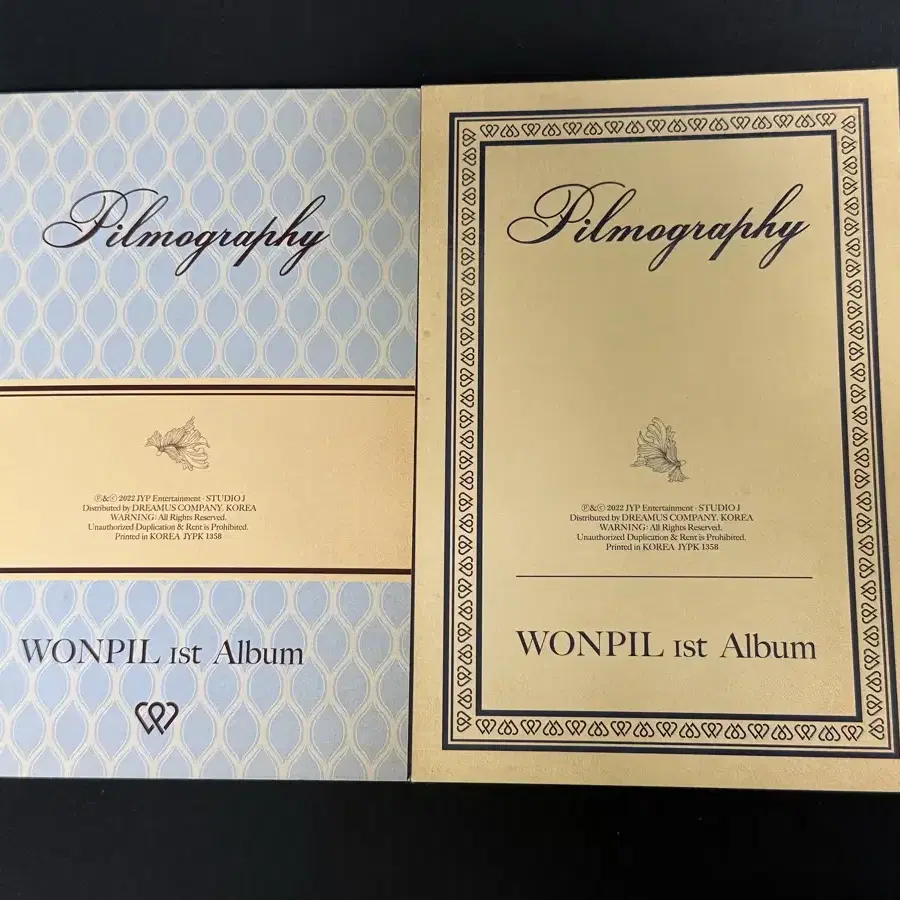 Pilmography
Ⓟ&ⓒ 2022 JYP Entertainment · STUDIO J
Distributed by DREAMUS COMPANY. KOREA
WARNING: All Rights Reserved.
Unauthorized Duplication & Rent is Prohibited.
Printed in KOREA JYPK 1358
WONPIL 1st Album
Pilmography
Ⓟ&ⓒ 2022 JYP Entertainment · STUDIO J
Distributed by DREAMUS COMPANY. KOREA
WARNING: All Rights Reserved.
Unauthorized Duplication & Rent is Prohibited.
Printed in KOREA JYPK 1358
WONPIL 1st Album